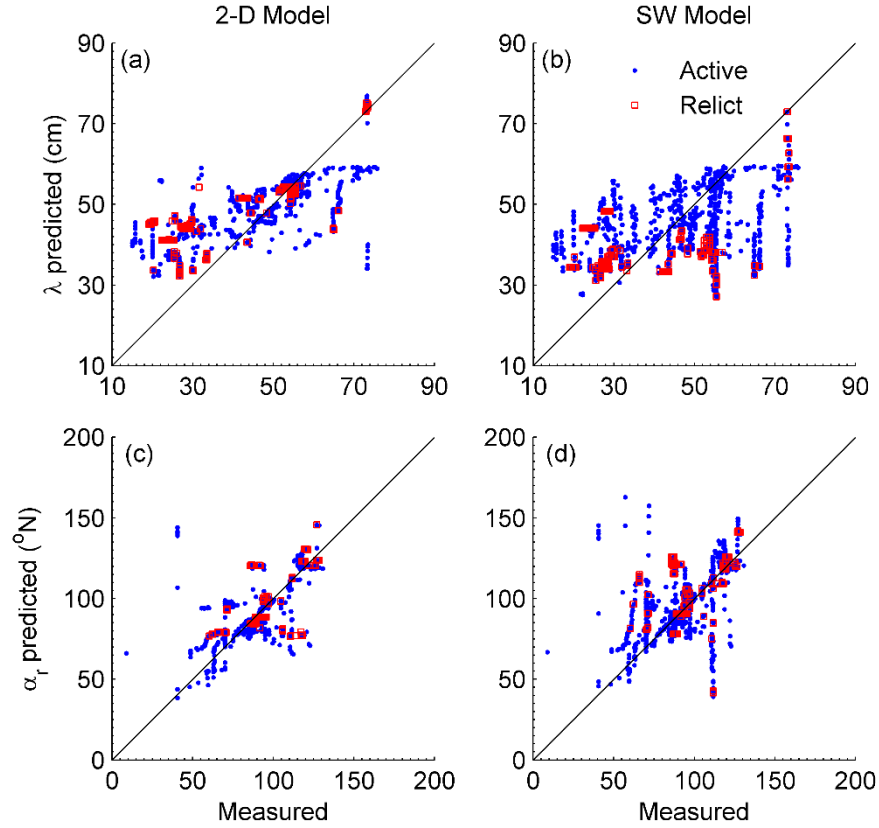 2-D Model
SW Model
(a)
(b)
Active
Relict
90
70
50
30
10
λ predicted (cm)
10 30 50 70 90
90
70
50
30
10
10 30 50 70 90
(c)
(d)
200
150
100
50
0
αr predicted (oN)
0 50 100 150 200
Measured
200
150
100
50
0
0 50 100 150 200
Measured